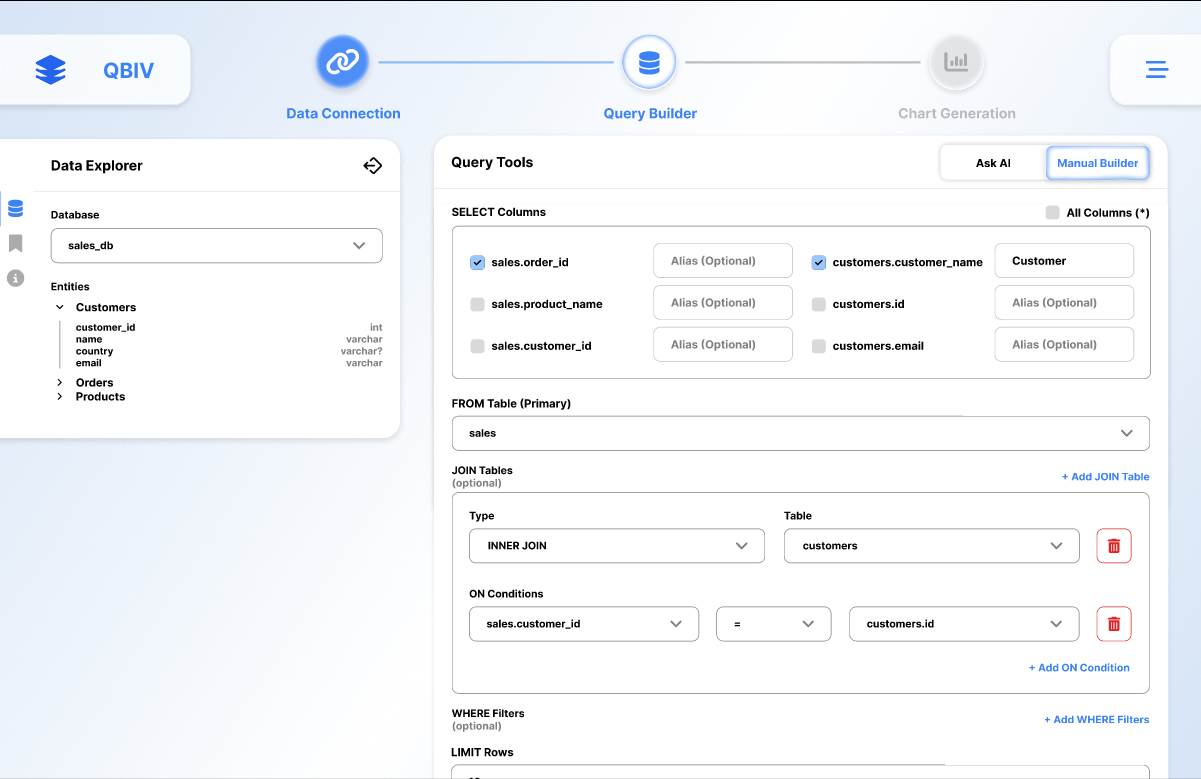 QBIV
Data Connection
Query Builder
Chart Generation
Data Explorer
Database
sales_db
Entities
Customers
customer_id int
name varchar
country varchar?
email varchar
Orders
Products
Query Tools
Ask AI
Manual Builder
SELECT Columns
All Columns (*)
sales.order_id Alias (Optional) customers.customer_name Customer
sales.product_name Alias (Optional) customers.id Alias (Optional)
sales.customer_id Alias (Optional) customers.email Alias (Optional)
FROM Table (Primary)
sales
JOIN Tables
(optional)
+ Add JOIN Table
Type Table
INNER JOIN customers
ON Conditions
sales.customer_id = customers.id
+ Add ON Condition
WHERE Filters
(optional)
+ Add WHERE Filters
LIMIT Rows